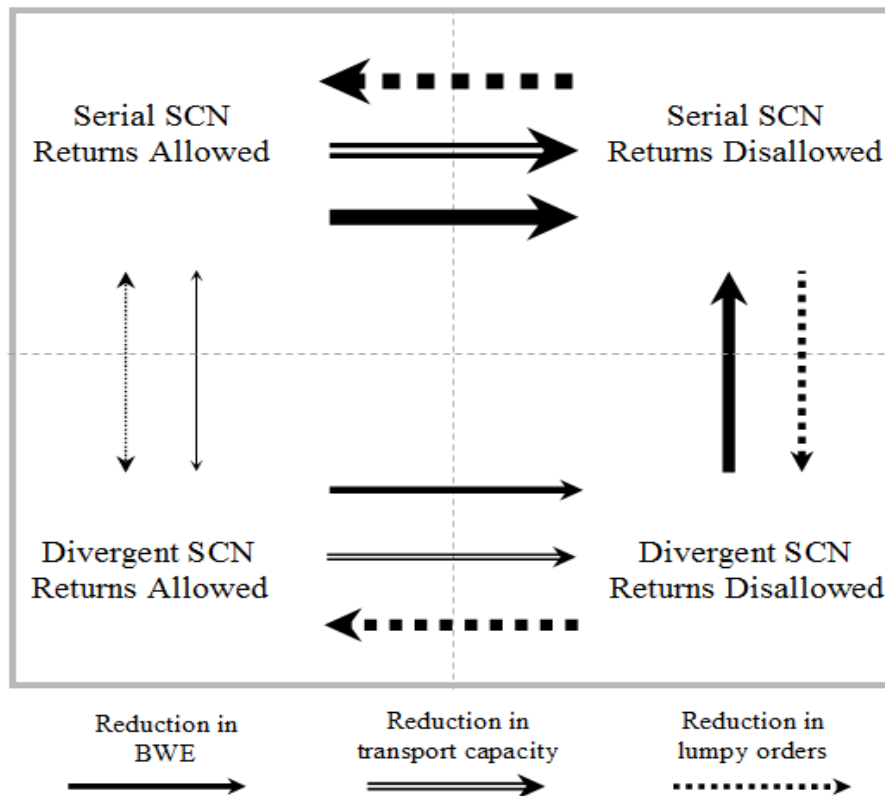 Serial SCN
Returns Allowed
Serial SCN
Returns Disallowed
Divergent SCN
Returns Allowed
Divergent SCN
Returns Disallowed
Reduction in
BWE
Reduction in
transport capacity
Reduction in
lumpy orders